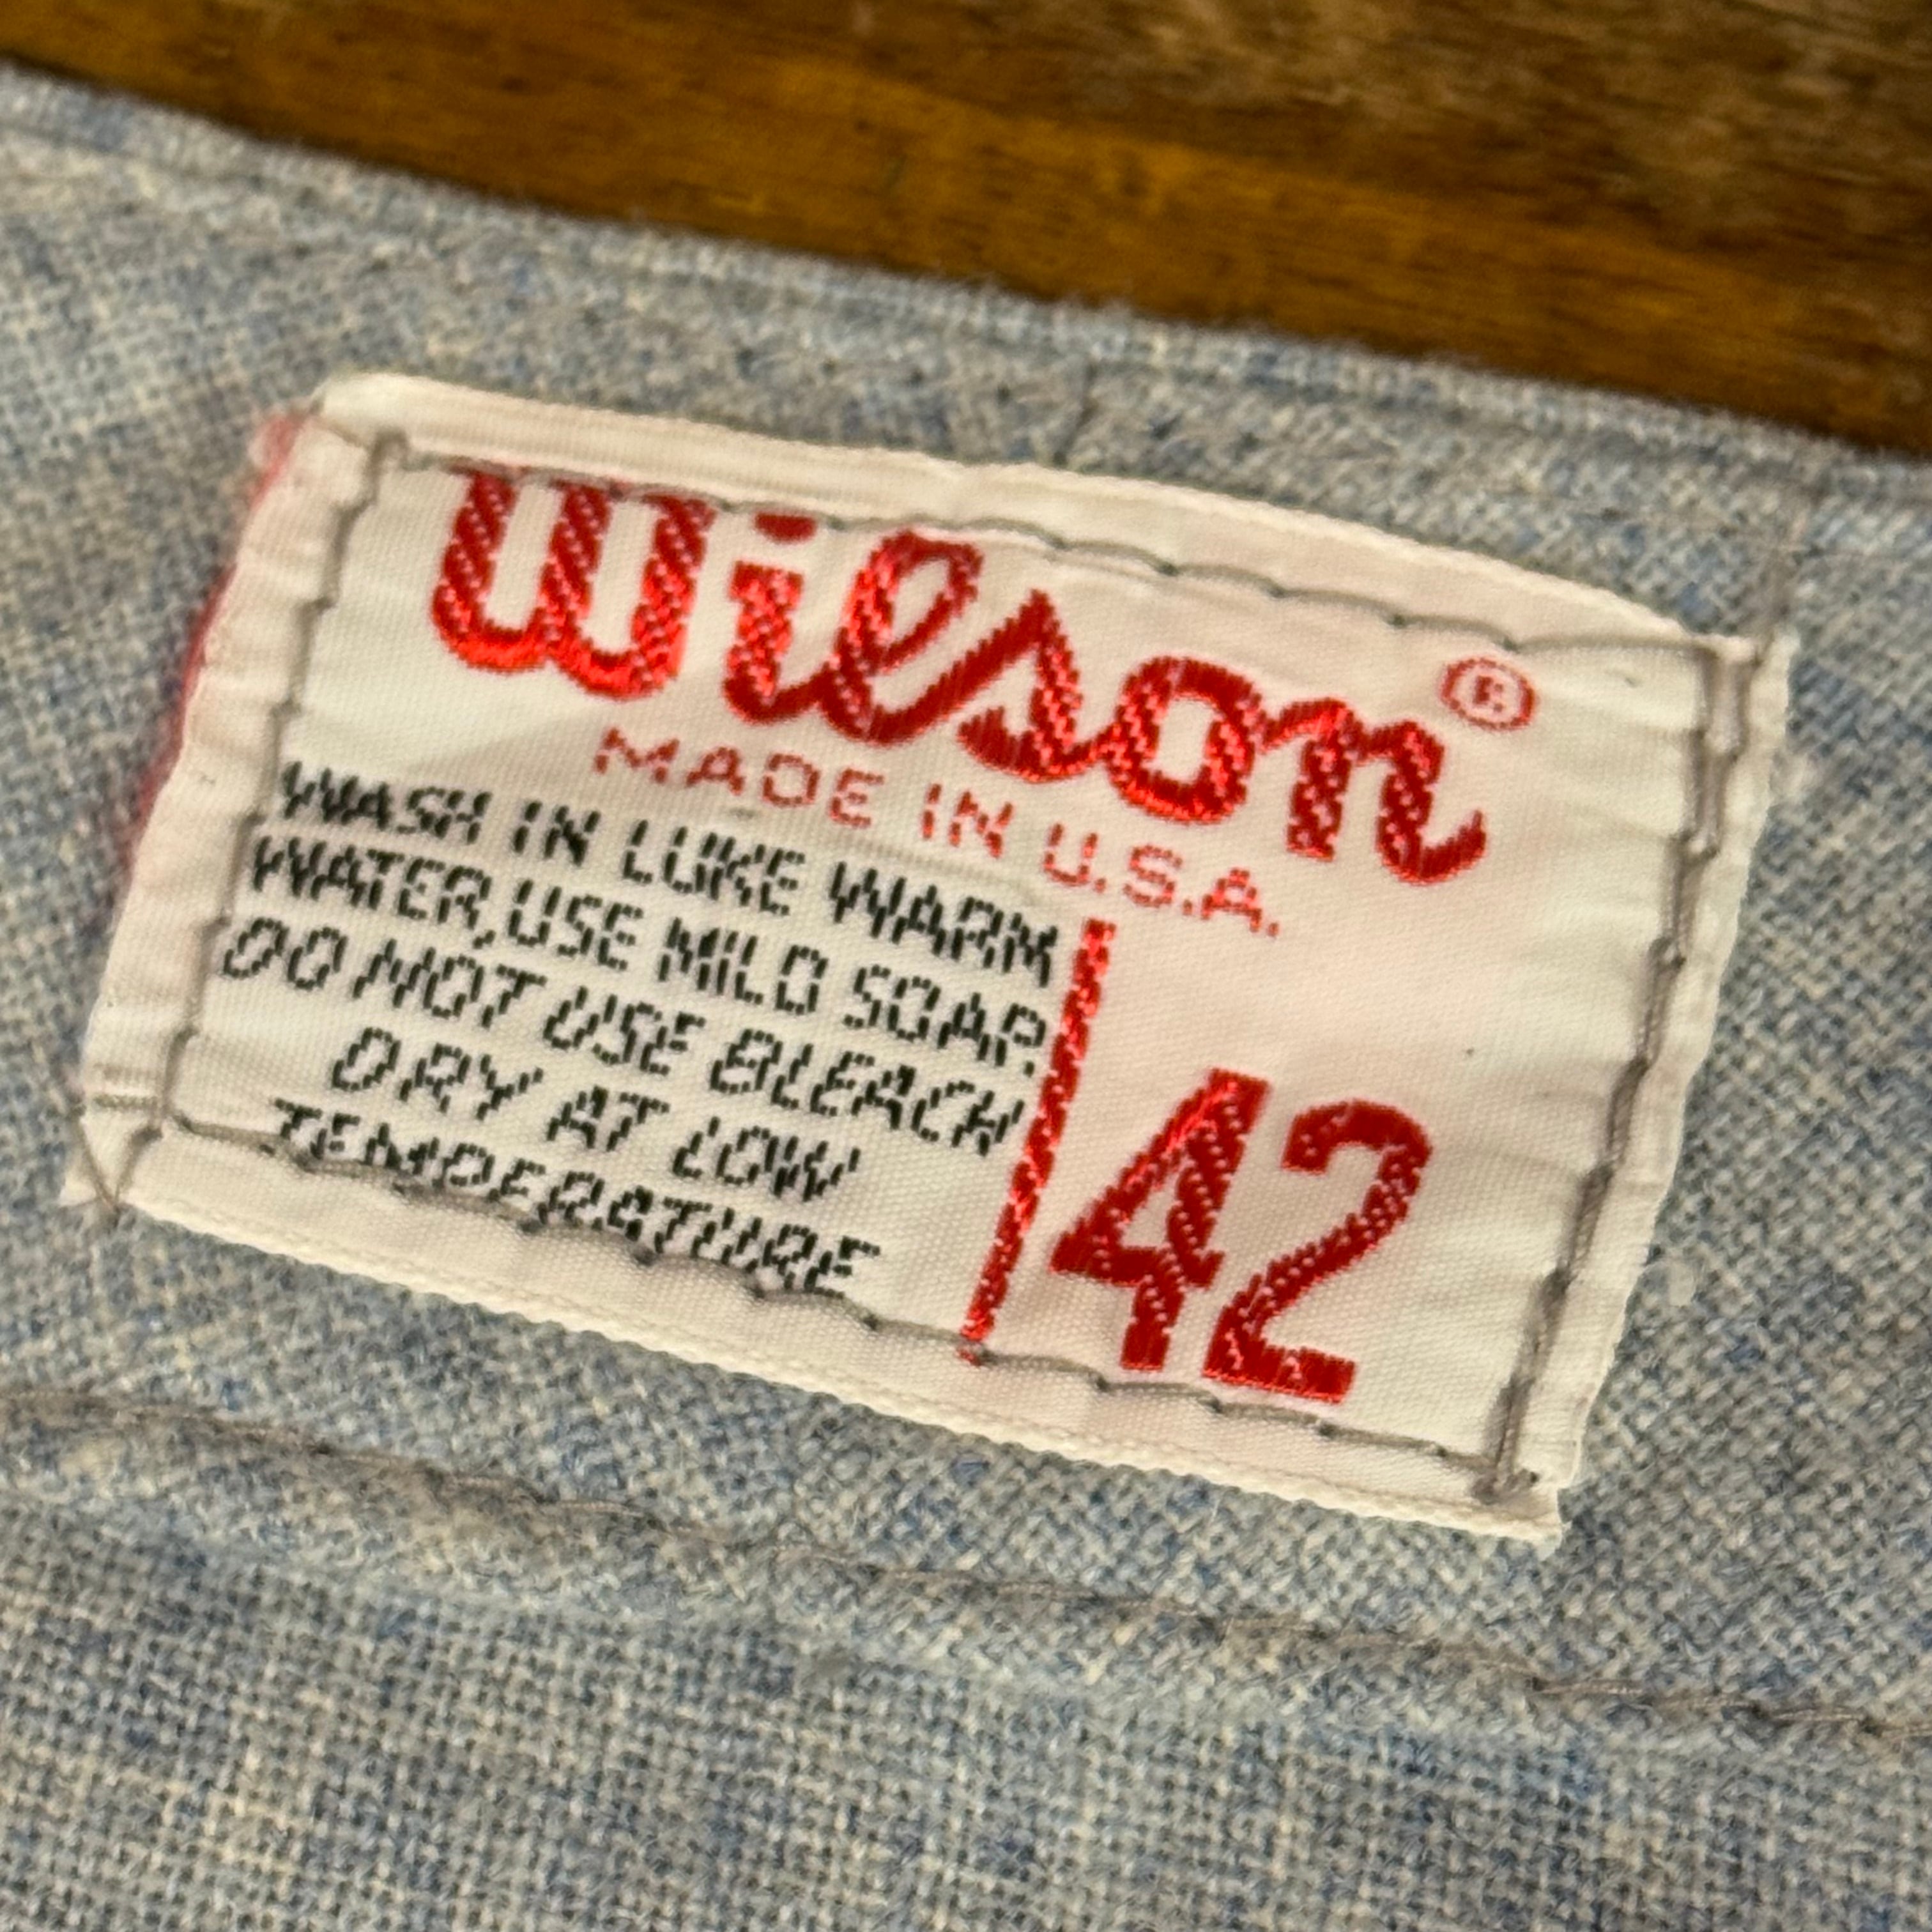 Wilson®
MADE IN U.S.A.
WASH IN LUKE WARM
WATER, USE MILD SOAP.
DO NOT USE BLEACH
DRY AT LOW
TEMPERATURE
42